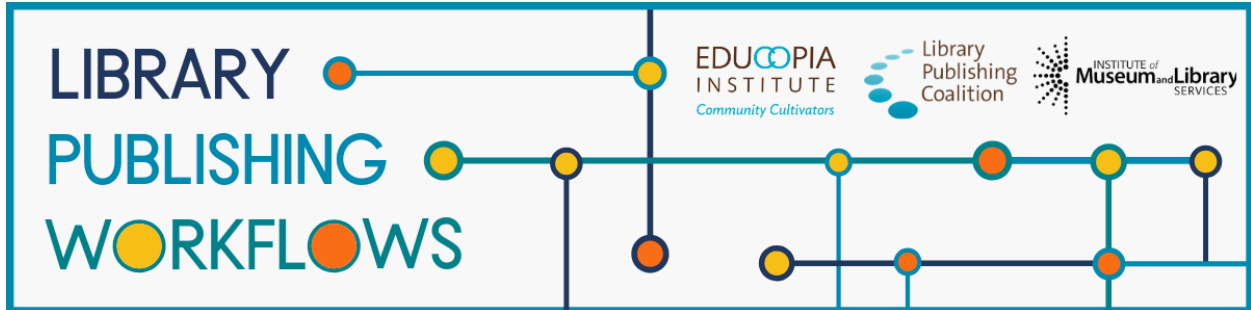 LIBRARY
PUBLISHING
WORKFLOWS
EDUCOPIA
INSTITUTE
Community Cultivators
Library
Publishing
Coalition
INSTITUTE of
Museum and Library
SERVICES